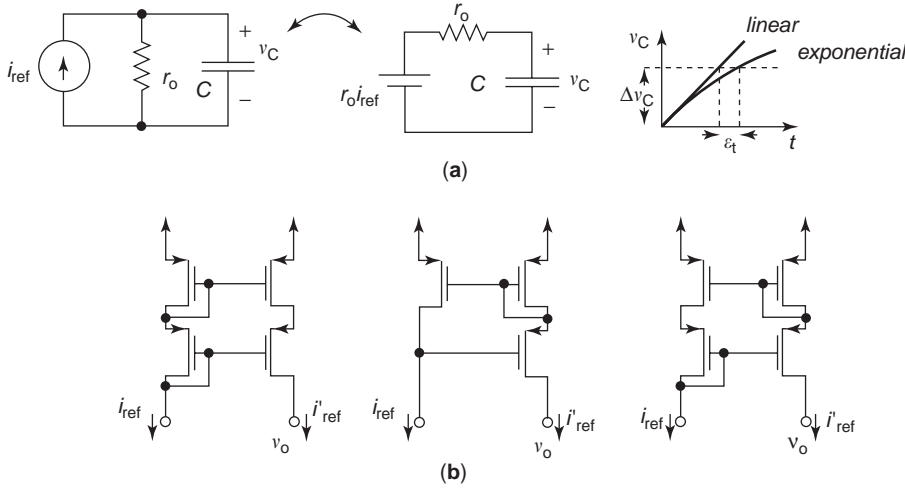 i_ref
r_o
C
+
v_C
–
r_o i_ref
r_o
C
+
v_C
–
v_C
linear
exponential
Δv_C
ε_t
t
(a)
i_ref
i'_ref
v_o
i_ref
i'_ref
v_o
i_ref
i'_ref
v_o
(b)